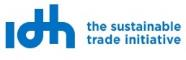 idh the sustainable
trade initiative